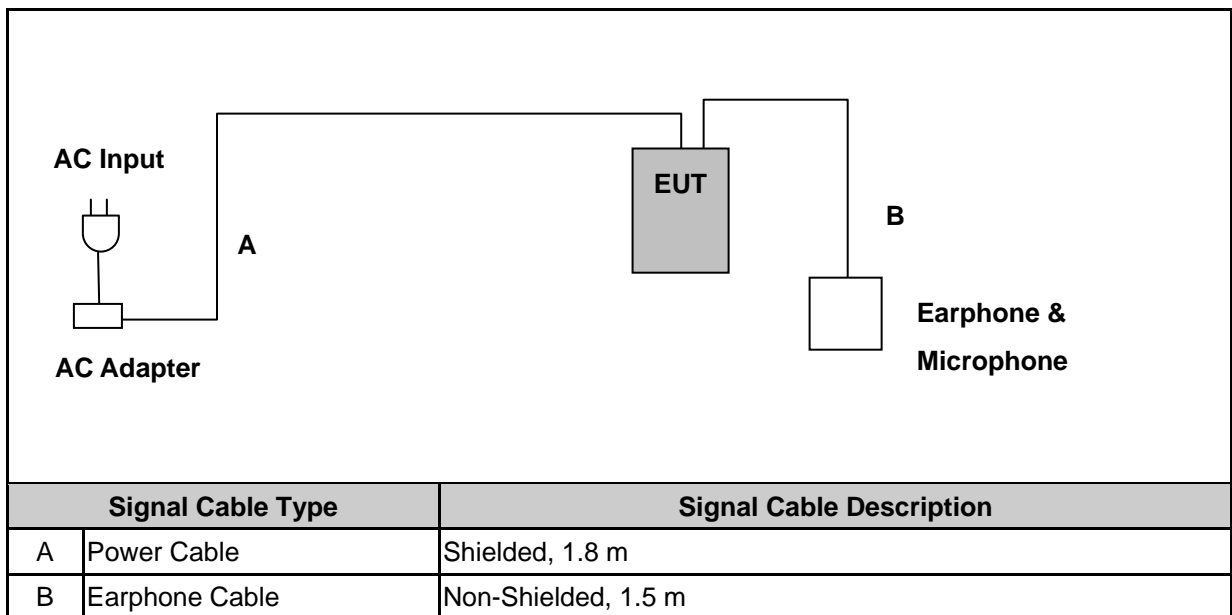 AC Input
EUT
A
B
Earphone &
Microphone
AC Adapter
Signal Cable Type Signal Cable Description
A Power Cable Shielded, 1.8 m
B Earphone Cable Non-Shielded, 1.5 m